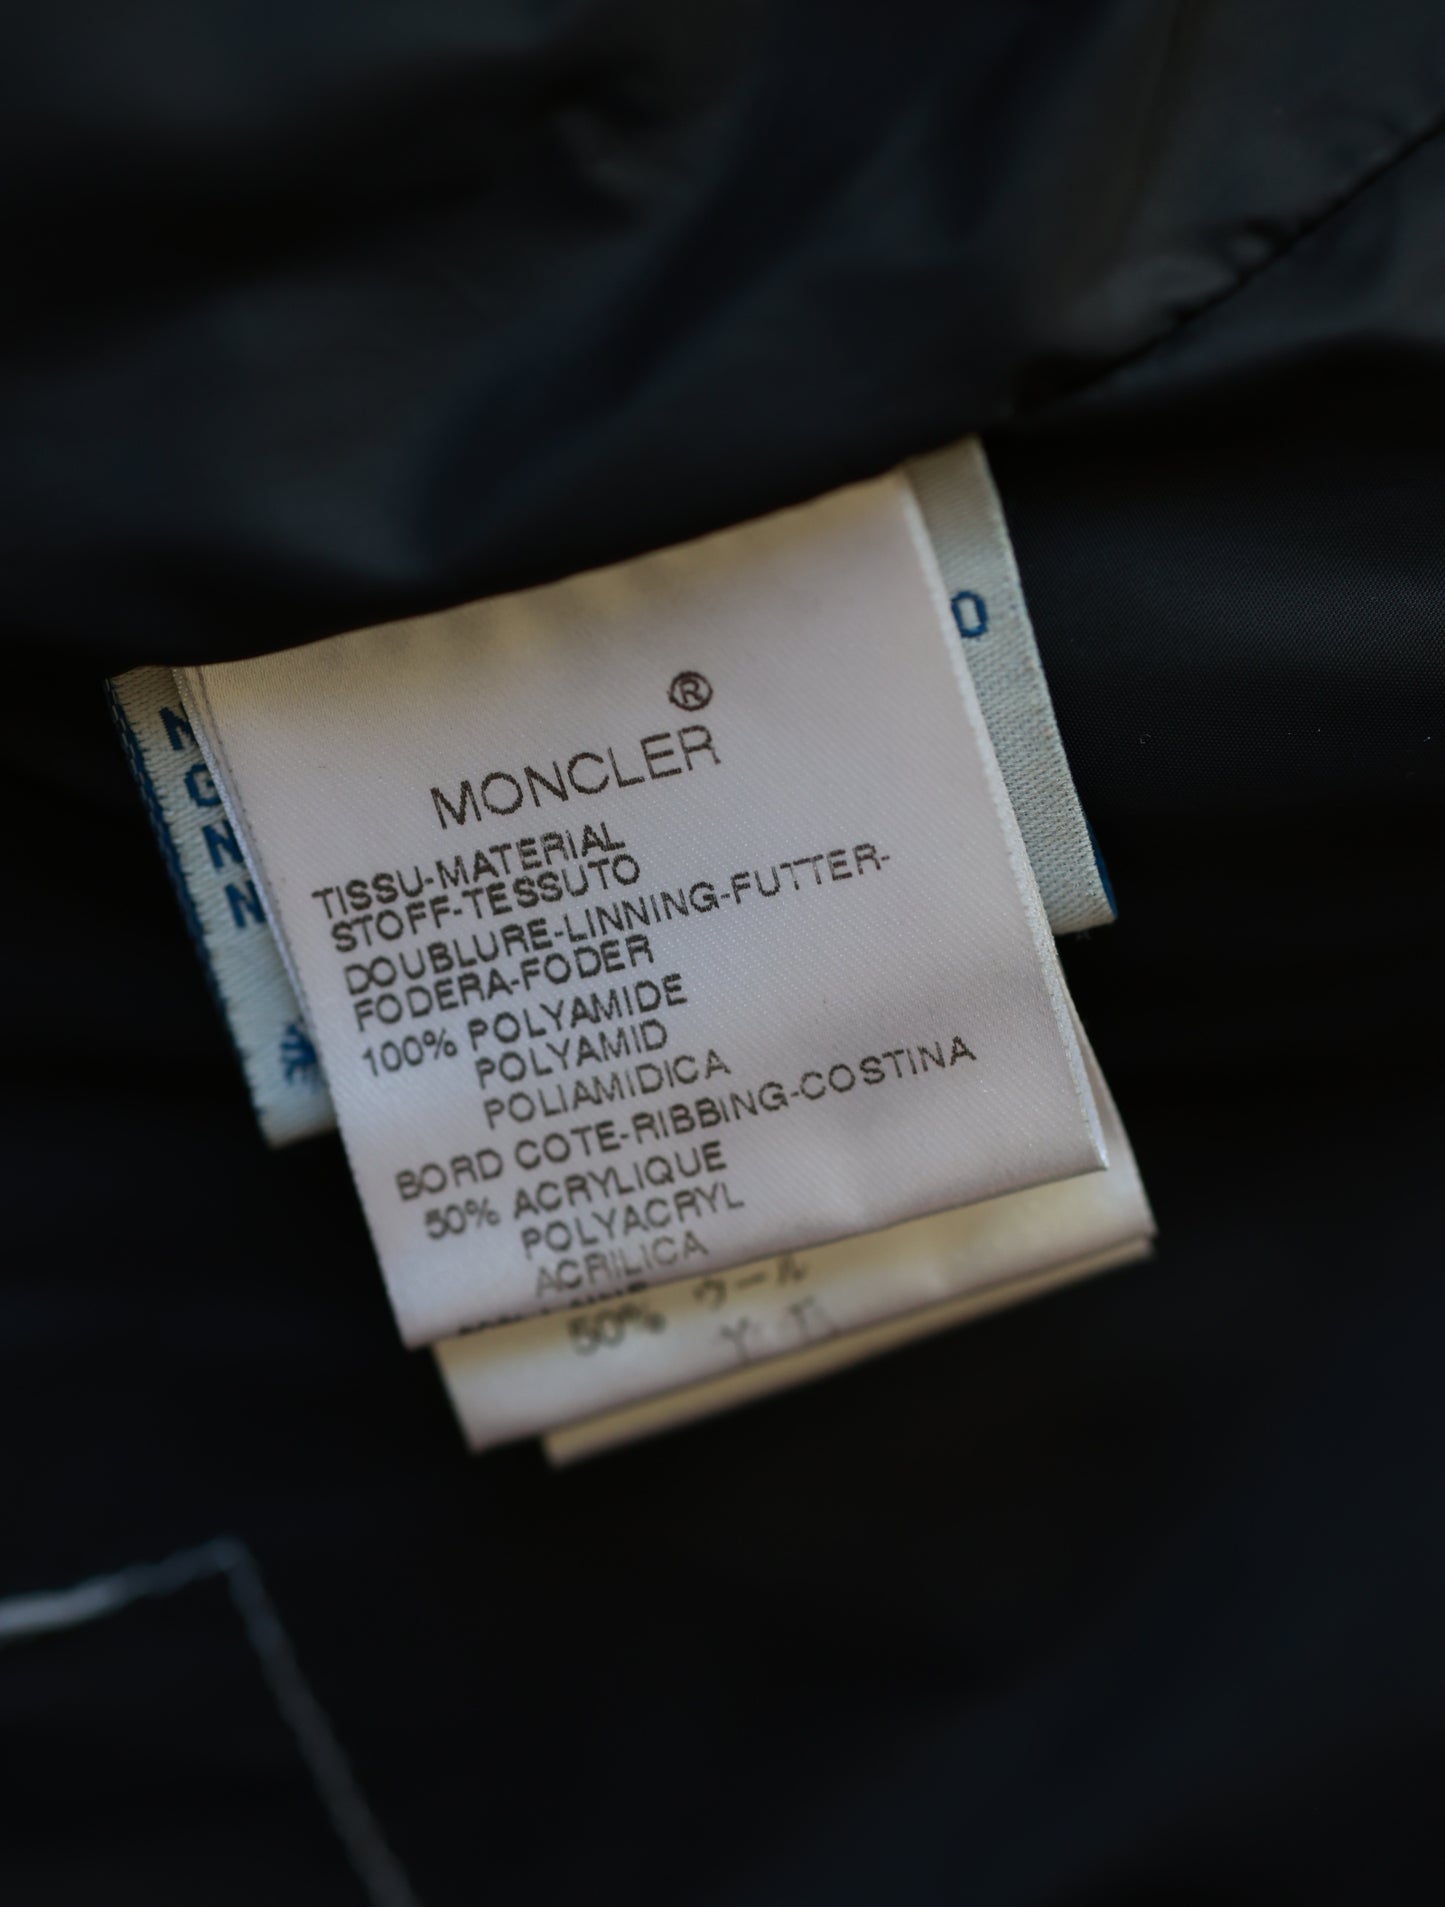 ®
MONCLER
TISSU-MATERIAL
STOFF-TESSUTO
DOUBLURE-LINNING-FUTTER-
FODERA-FODER
100% POLYAMIDE
POLYAMID
POLIAMIDICA
BORD COTE-RIBBING-COSTINA
50% ACRYLIQUE
POLYACRYL
ACRILICA
50% ウール
O
N
G
N
N